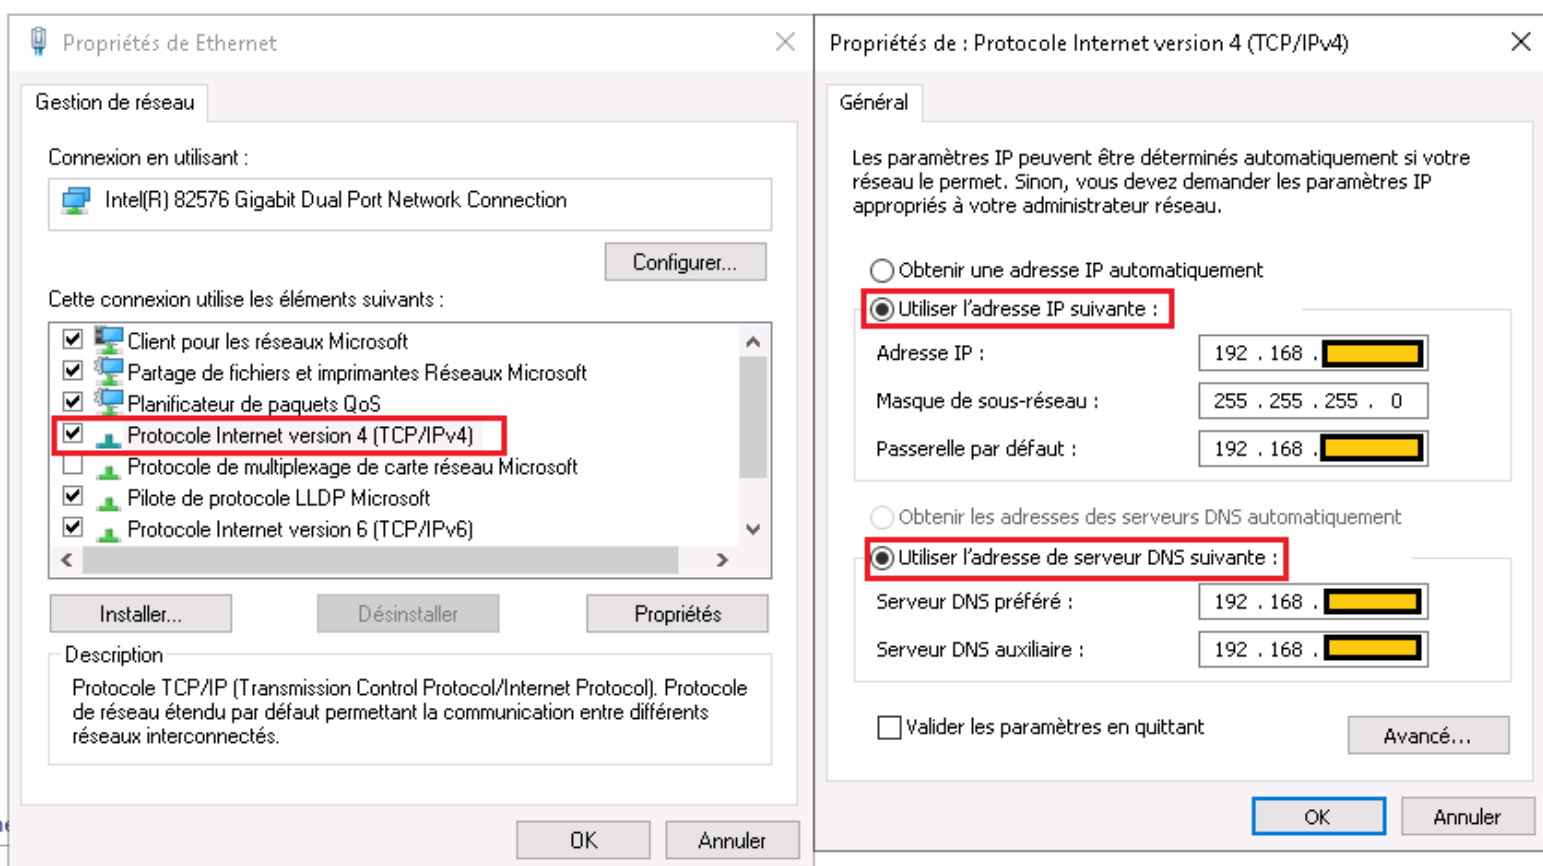 Propriétés de Ethernet
Gestion de réseau
Connexion en utilisant :
Intel(R) 82576 Gigabit Dual Port Network Connection
Configurer...
Cette connexion utilise les éléments suivants :
Client pour les réseaux Microsoft
Partage de fichiers et imprimantes Réseaux Microsoft
Planificateur de paquets QoS
Protocole Internet version 4 (TCP/IPv4)
Protocole de multiplexage de carte réseau Microsoft
Pilote de protocole LLDP Microsoft
Protocole Internet version 6 (TCP/IPv6)
Installer...
Désinstaller
Propriétés
Description
Protocole TCP/IP (Transmission Control Protocol/Internet Protocol). Protocole
de réseau étendu par défaut permettant la communication entre différents
réseaux interconnectés.
OK
Annuler
Propriétés de : Protocole Internet version 4 (TCP/IPv4)
Général
Les paramètres IP peuvent être déterminés automatiquement si votre
réseau le permet. Sinon, vous devez demander les paramètres IP
appropriés à votre administrateur réseau.
Obtenir une adresse IP automatiquement
Utiliser l'adresse IP suivante :
Adresse IP : 192 . 168 .
Masque de sous-réseau : 255 . 255 . 255 . 0
Passerelle par défaut : 192 . 168 .
Obtenir les adresses des serveurs DNS automatiquement
Utiliser l'adresse de serveur DNS suivante :
Serveur DNS préféré : 192 . 168 .
Serveur DNS auxiliaire : 192 . 168 .
Valider les paramètres en quittant
Avancé...
OK
Annuler